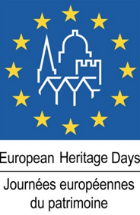 European Heritage Days
Journées européennes
du patrimoine